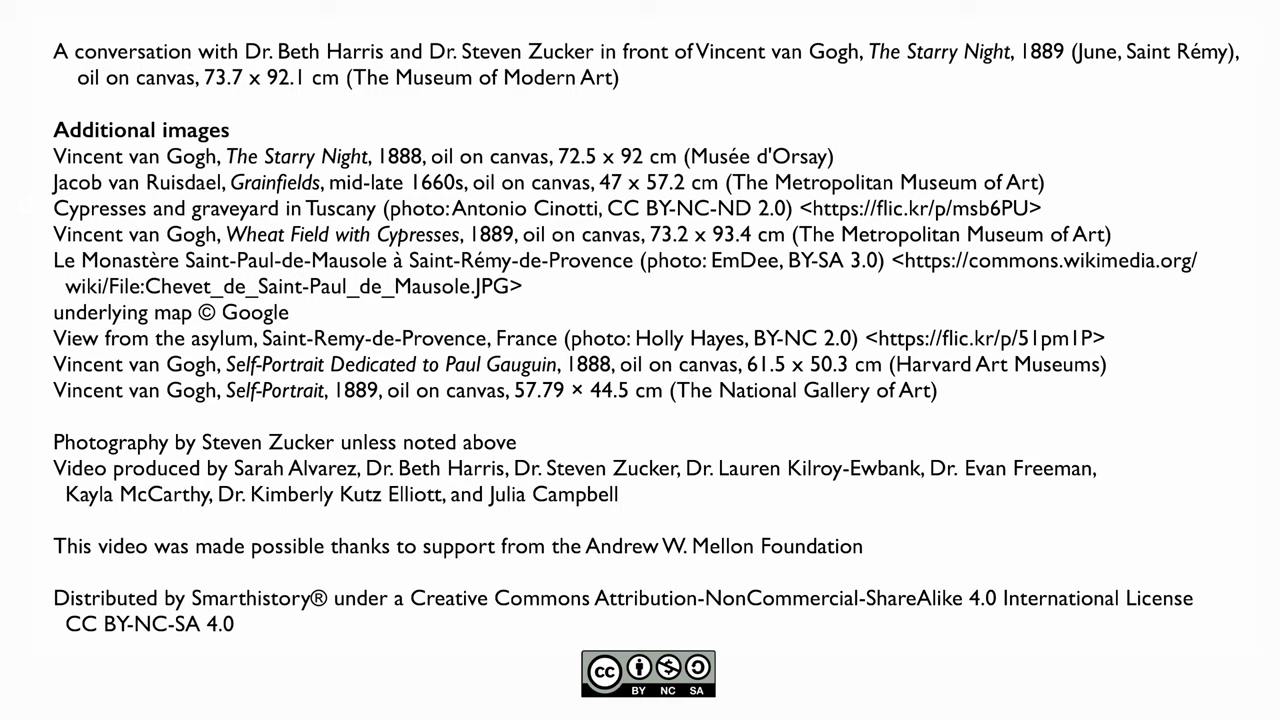 A conversation with Dr. Beth Harris and Dr. Steven Zucker in front of Vincent van Gogh, The Starry Night, 1889 (June, Saint Rémy),
oil on canvas, 73.7 x 92.1 cm (The Museum of Modern Art)
Additional images
Vincent van Gogh, The Starry Night, 1888, oil on canvas, 72.5 x 92 cm (Musée d'Orsay)
Jacob van Ruisdael, Grainfields, mid-late 1660s, oil on canvas, 47 x 57.2 cm (The Metropolitan Museum of Art)
Cypresses and graveyard in Tuscany (photo: Antonio Cinotti, CC BY-NC-ND 2.0) <https://flic.kr/p/msb6PU>
Vincent van Gogh, Wheat Field with Cypresses, 1889, oil on canvas, 73.2 x 93.4 cm (The Metropolitan Museum of Art)
Le Monastère Saint-Paul-de-Mausole à Saint-Rémy-de-Provence (photo: EmDee, BY-SA 3.0) <https://commons.wikimedia.org/
wiki/File:Chevet_de_Saint-Paul_de_Mausole.JPG>
underlying map © Google
View from the asylum, Saint-Remy-de-Provence, France (photo: Holly Hayes, BY-NC 2.0) <https://flic.kr/p/51pm1P>
Vincent van Gogh, Self-Portrait Dedicated to Paul Gauguin, 1888, oil on canvas, 61.5 x 50.3 cm (Harvard Art Museums)
Vincent van Gogh, Self-Portrait, 1889, oil on canvas, 57.79 × 44.5 cm (The National Gallery of Art)
Photography by Steven Zucker unless noted above
Video produced by Sarah Alvarez, Dr. Beth Harris, Dr. Steven Zucker, Dr. Lauren Kilroy-Ewbank, Dr. Evan Freeman,
Kayla McCarthy, Dr. Kimberly Kutz Elliott, and Julia Campbell
This video was made possible thanks to support from the Andrew W. Mellon Foundation
Distributed by Smarthistory® under a Creative Commons Attribution-NonCommercial-ShareAlike 4.0 International License
CC BY-NC-SA 4.0
cc BY NC SA